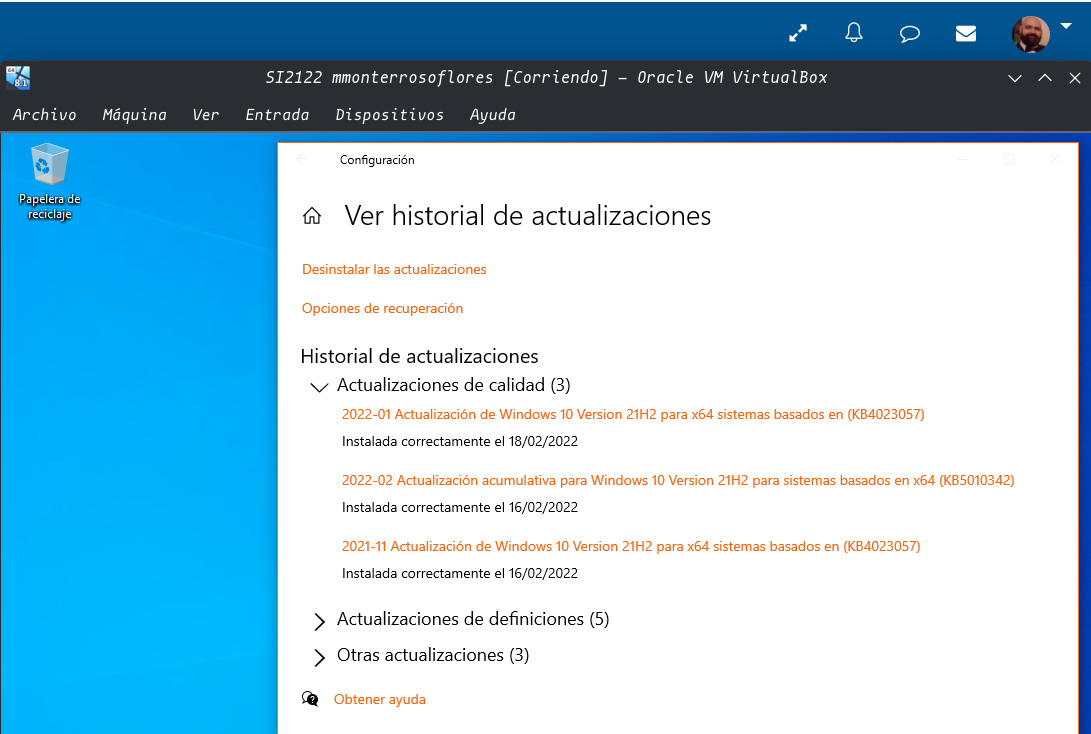 SI2122 mmonterrosoflores [Corriendo] – Oracle VM VirtualBox
Archivo Máquina Ver Entrada Dispositivos Ayuda
Papelera de
reciclaje
Configuración
Ver historial de actualizaciones
Desinstalar las actualizaciones
Opciones de recuperación
Historial de actualizaciones
Actualizaciones de calidad (3)
2022-01 Actualización de Windows 10 Version 21H2 para x64 sistemas basados en (KB4023057)
Instalada correctamente el 18/02/2022
2022-02 Actualización acumulativa para Windows 10 Version 21H2 para sistemas basados en x64 (KB5010342)
Instalada correctamente el 16/02/2022
2021-11 Actualización de Windows 10 Version 21H2 para x64 sistemas basados en (KB4023057)
Instalada correctamente el 16/02/2022
Actualizaciones de definiciones (5)
Otras actualizaciones (3)
Obtener ayuda